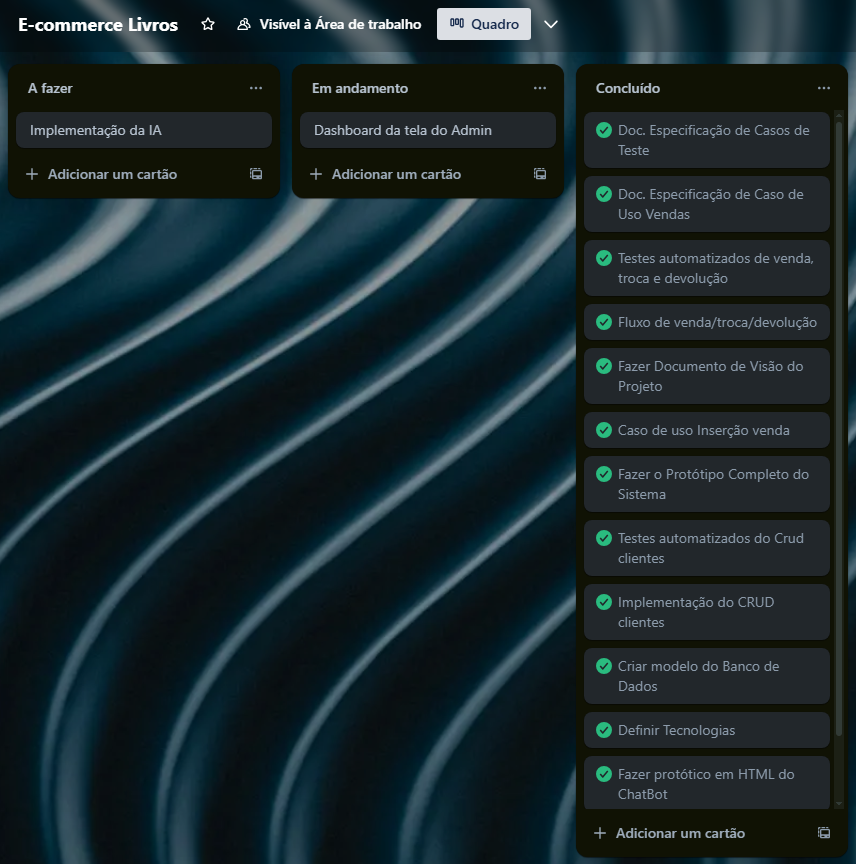 E-commerce Livros
Visível à Área de trabalho
Quadro
A fazer
Implementação da IA
Adicionar um cartão
Em andamento
Dashboard da tela do Admin
Adicionar um cartão
Concluído
Doc. Especificação de Casos de
Teste
Doc. Especificação de Caso de
Uso Vendas
Testes automatizados de venda,
troca e devolução
Fluxo de venda/troca/devolução
Fazer Documento de Visão do
Projeto
Caso de uso Inserção venda
Fazer o Protótipo Completo do
Sistema
Testes automatizados do Crud
clientes
Implementação do CRUD
clientes
Criar modelo do Banco de
Dados
Definir Tecnologias
Fazer protótico em HTML do
ChatBot
Adicionar um cartão